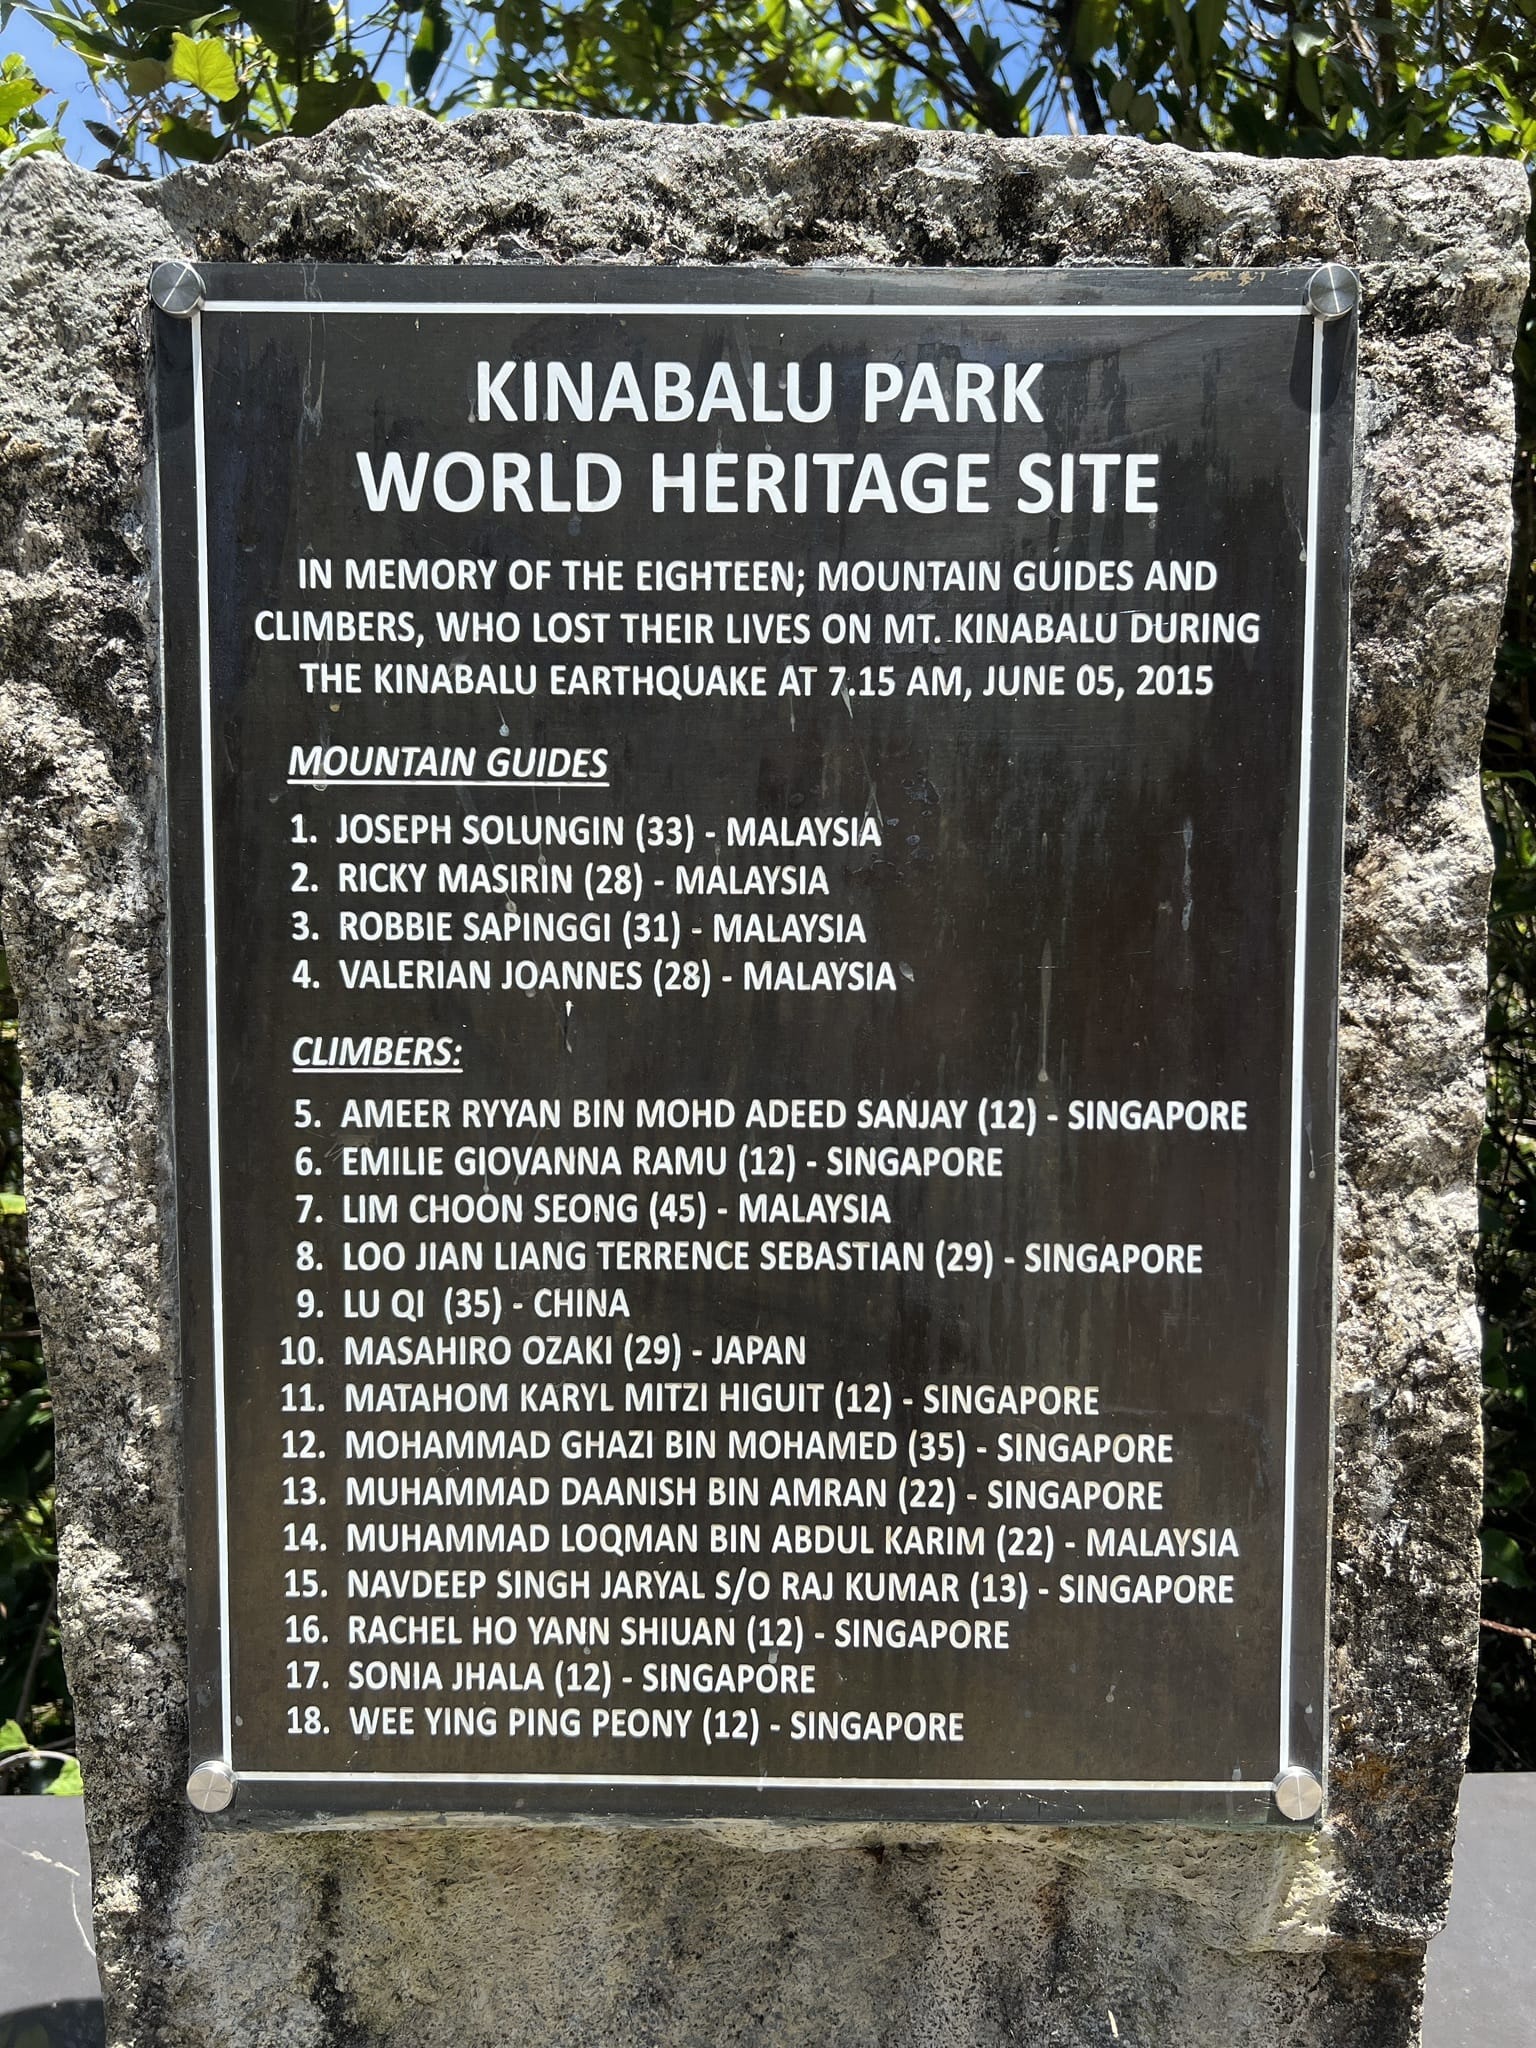 KINABALU PARK
WORLD HERITAGE SITE
IN MEMORY OF THE EIGHTEEN; MOUNTAIN GUIDES AND
CLIMBERS, WHO LOST THEIR LIVES ON MT. KINABALU DURING
THE KINABALU EARTHQUAKE AT 7.15 AM, JUNE 05, 2015
MOUNTAIN GUIDES
1. JOSEPH SOLUNGIN (33) - MALAYSIA
2. RICKY MASIRIN (28) - MALAYSIA
3. ROBBIE SAPINGGI (31) - MALAYSIA
4. VALERIAN JOANNES (28) - MALAYSIA
CLIMBERS:
5. AMEER RYYAN BIN MOHD ADEED SANJAY (12) - SINGAPORE
6. EMILIE GIOVANNA RAMU (12) - SINGAPORE
7. LIM CHOON SEONG (45) - MALAYSIA
8. LOO JIAN LIANG TERRENCE SEBASTIAN (29) - SINGAPORE
9. LU QI (35) - CHINA
10. MASAHIRO OZAKI (29) - JAPAN
11. MATAHOM KARYL MITZI HIGUIT (12) - SINGAPORE
12. MOHAMMAD GHAZI BIN MOHAMED (35) - SINGAPORE
13. MUHAMMAD DAANISH BIN AMRAN (22) - SINGAPORE
14. MUHAMMAD LOQMAN BIN ABDUL KARIM (22) - MALAYSIA
15. NAVDEEP SINGH JARYAL S/O RAJ KUMAR (13) - SINGAPORE
16. RACHEL HO YANN SHIUAN (12) - SINGAPORE
17. SONIA JHALA (12) - SINGAPORE
18. WEE YING PING PEONY (12) - SINGAPORE